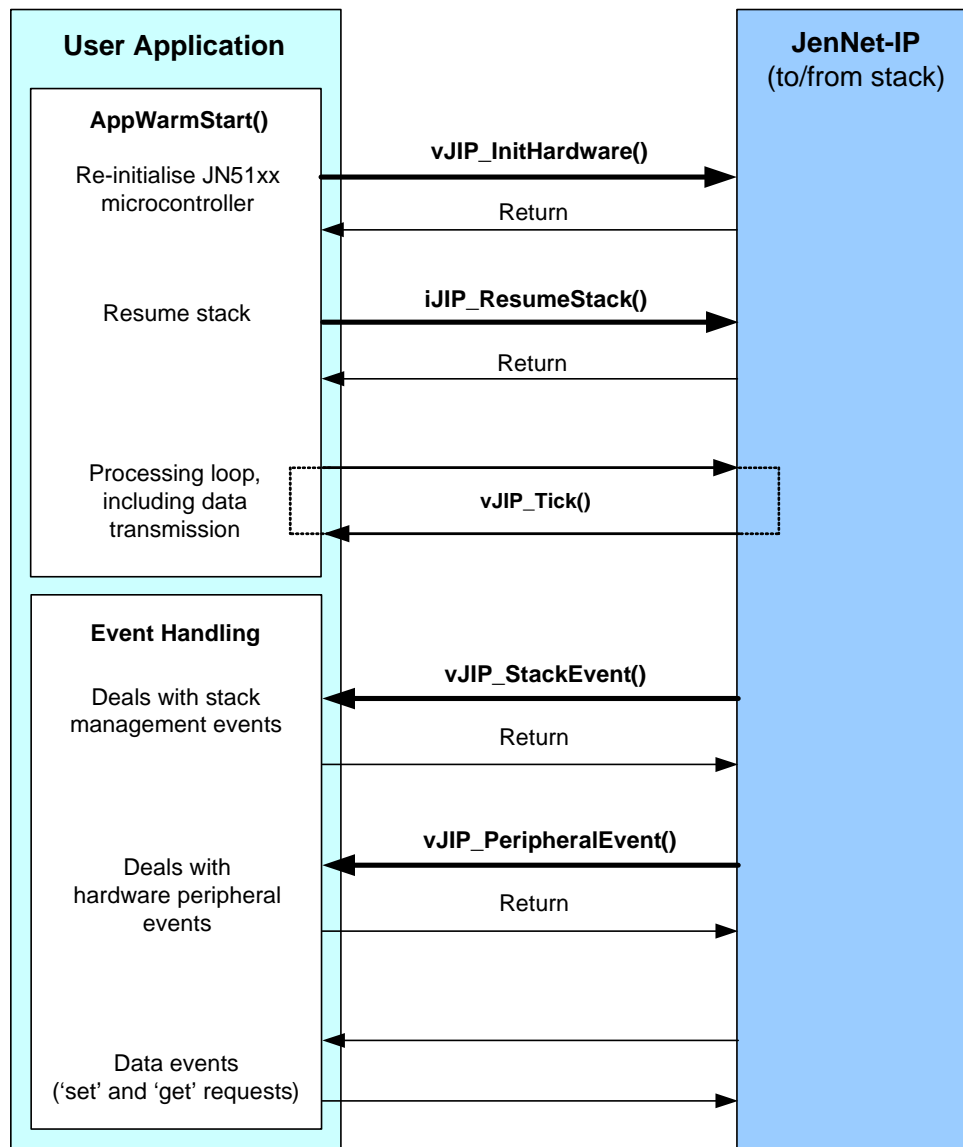 User Application
JenNet-IP
(to/from stack)
AppWarmStart()
vJIP_InitHardware()
Re-initialise JN51xx
microcontroller
Return
iJIP_ResumeStack()
Resume stack
Return
Processing loop,
including data
transmission
vJIP_Tick()
Event Handling
vJIP_StackEvent()
Deals with stack
management events
Return
vJIP_PeripheralEvent()
Deals with
hardware peripheral
events
Return
Data events
(‘set’ and ‘get’ requests)